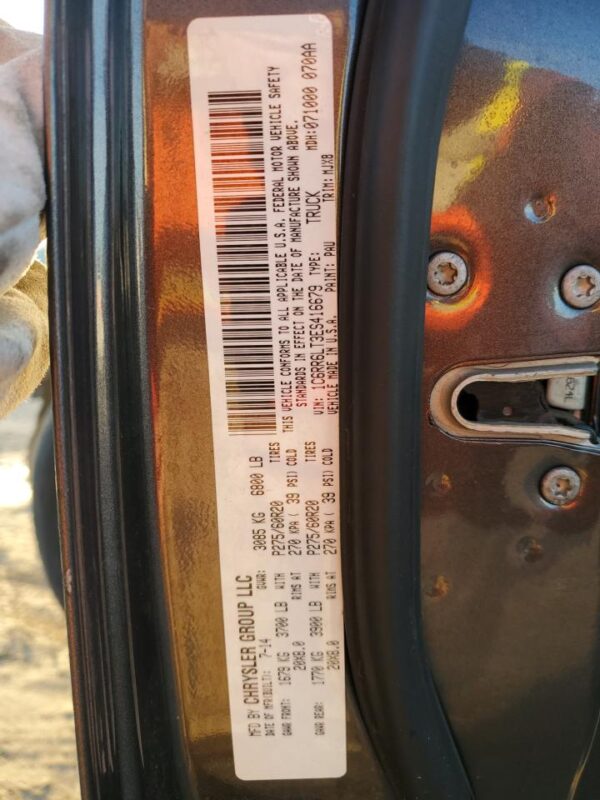 MFD BY CHRYSLER GROUP LLC
DATE OF MFR(BUILT): 7-14 GVWR: 3085 KG 6800 LB
GAWR FRONT: 1679 KG 3700 LB WITH P275/60R20 TIRES
20X8.0 RIMS AT 270 KPA ( 39 PSI) COLD
GAWR REAR: 1770 KG 3900 LB WITH P275/60R20 TIRES
20X8.0 RIMS AT 270 KPA ( 39 PSI) COLD
THIS VEHICLE CONFORMS TO ALL APPLICABLE U.S.A. FEDERAL MOTOR VEHICLE SAFETY
STANDARDS IN EFFECT ON THE DATE OF MANUFACTURE SHOWN ABOVE.
VIN: 1C6RR6LT3ES416679 TYPE: TRUCK MDH:071000 070AA
VEHICLE MADE IN U.S.A. PAINT: PAU TRIM: MJX8